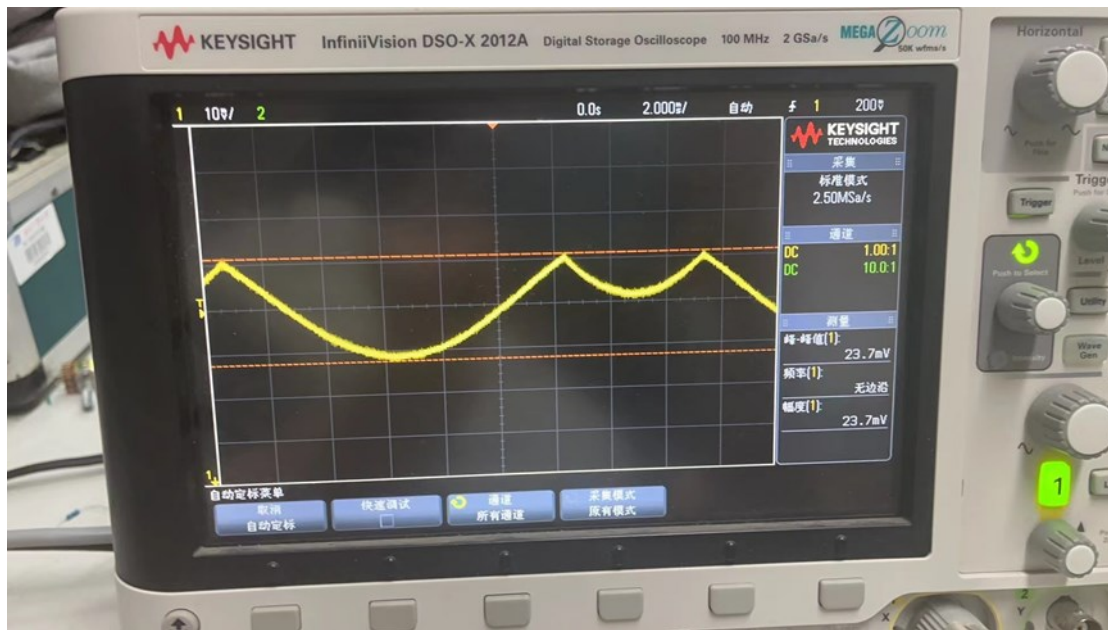 KEYSIGHT InfiniiVision DSO-X 2012A Digital Storage Oscilloscope 100 MHz 2 GSa/s MEGA Zoom
50K wfms/s
Horizontal
1 10 2 0.0s 2.000 自动 1 200
KEYSIGHT
TECHNOLOGIES
采集
标准模式
2.50MSa/s
通道
DC 1.00:1
DC 10.0:1
测量
峰-峰值(1):
23.7mV
频率(1):
无边沿
幅度(1):
23.7mV
T
1
自动定标菜单
取消
自动定标
快速调试
通道
所有通道
采集模式
原有模式
Trigger
Push to Select
Level
Utility
Wave
Gen
1
X
2
Y